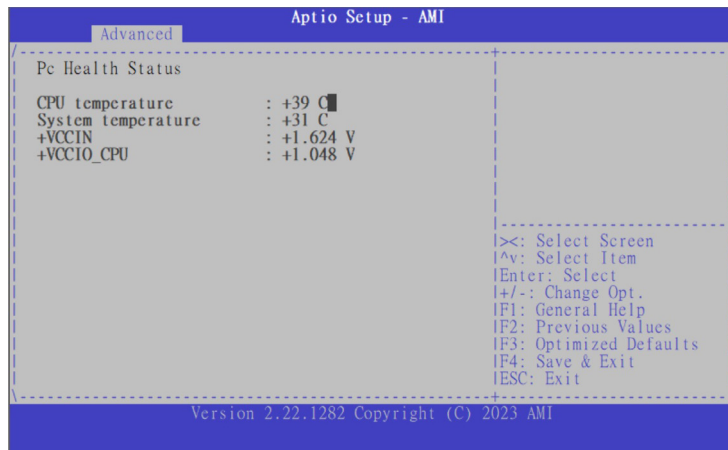 Aptio Setup - AMI
Advanced
Pc Health Status
CPU temperature : +39 C
System temperature : +31 C
+VCCIN : +1.624 V
+VCCIO_CPU : +1.048 V
><: Select Screen
^v: Select Item
Enter: Select
+/-: Change Opt.
F1: General Help
F2: Previous Values
F3: Optimized Defaults
F4: Save & Exit
ESC: Exit
Version 2.22.1282 Copyright (C) 2023 AMI